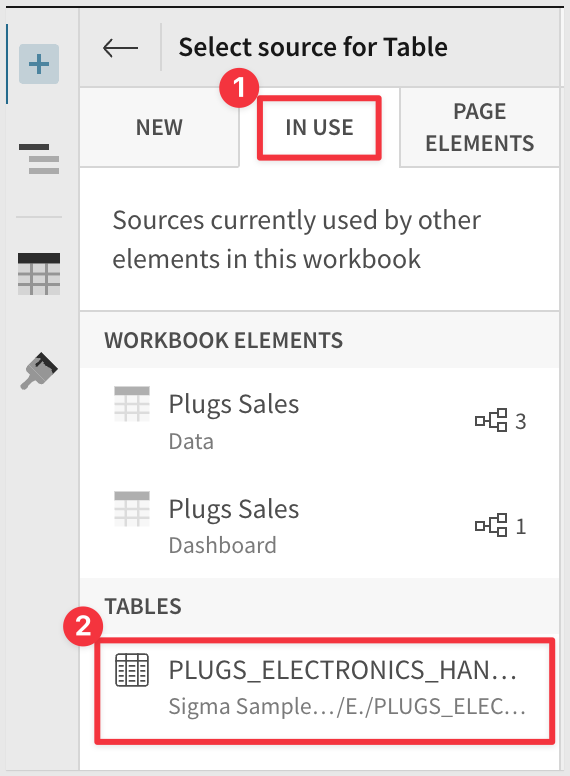 Select source for Table
1
NEW
IN USE
PAGE
ELEMENTS
Sources currently used by other
elements in this workbook
WORKBOOK ELEMENTS
Plugs Sales
3
Data
Plugs Sales
1
Dashboard
TABLES
2
PLUGS_ELECTRONICS_HAN...
Sigma Sample.../E./PLUGS_ELEC...